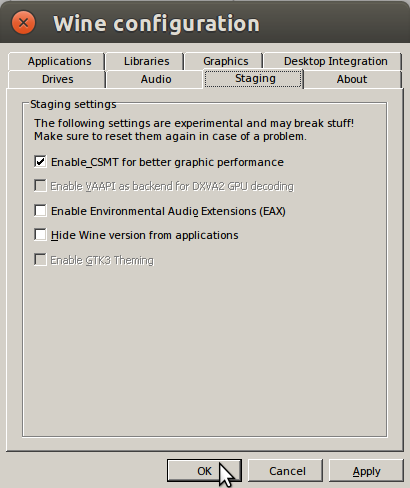 Wine configuration
Applications Libraries Graphics Desktop Integration
Drives Audio Staging About
Staging settings
The following settings are experimental and may break stuff!
Make sure to reset them again in case of a problem.
Enable CSMT for better graphic performance
Enable VAAPI as backend for DXVA2 GPU decoding
Enable Environmental Audio Extensions (EAX)
Hide Wine version from applications
Enable GTK3 Theming
OK Cancel Apply